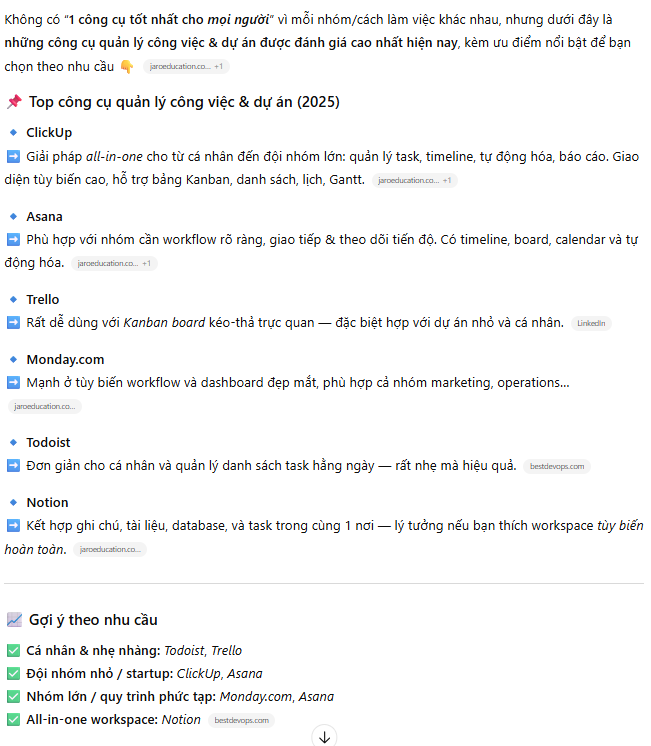 Không có “1 công cụ tốt nhất cho mọi người” vì mỗi nhóm/cách làm việc khác nhau, nhưng dưới đây là
những công cụ quản lý công việc & dự án được đánh giá cao nhất hiện nay, kèm ưu điểm nổi bật để bạn
chọn theo nhu cầu 👇 jaroeducation.co... +1
📌 Top công cụ quản lý công việc & dự án (2025)
🔹 ClickUp
➡️ Giải pháp all-in-one cho từ cá nhân đến đội nhóm lớn: quản lý task, timeline, tự động hóa, báo cáo. Giao
diện tùy biến cao, hỗ trợ bảng Kanban, danh sách, lịch, Gantt. jaroeducation.co... +1
🔹 Asana
➡️ Phù hợp với nhóm cần workflow rõ ràng, giao tiếp & theo dõi tiến độ. Có timeline, board, calendar và tự
động hóa. jaroeducation.co... +1
🔹 Trello
➡️ Rất dễ dùng với Kanban board kéo-thả trực quan — đặc biệt hợp với dự án nhỏ và cá nhân. LinkedIn
🔹 Monday.com
➡️ Mạnh ở tùy biến workflow và dashboard đẹp mắt, phù hợp cả nhóm marketing, operations...
jaroeducation.co...
🔹 Todoist
➡️ Đơn giản cho cá nhân và quản lý danh sách task hằng ngày — rất nhẹ mà hiệu quả. bestdevops.com
🔹 Notion
➡️ Kết hợp ghi chú, tài liệu, database, và task trong cùng 1 nơi — lý tưởng nếu bạn thích workspace tùy biến
hoàn toàn. jaroeducation.co...
📈 Gợi ý theo nhu cầu
✅ Cá nhân & nhẹ nhàng: Todoist, Trello
✅ Đội nhóm nhỏ / startup: ClickUp, Asana
✅ Nhóm lớn / quy trình phức tạp: Monday.com, Asana
✅ All-in-one workspace: Notion bestdevops.com